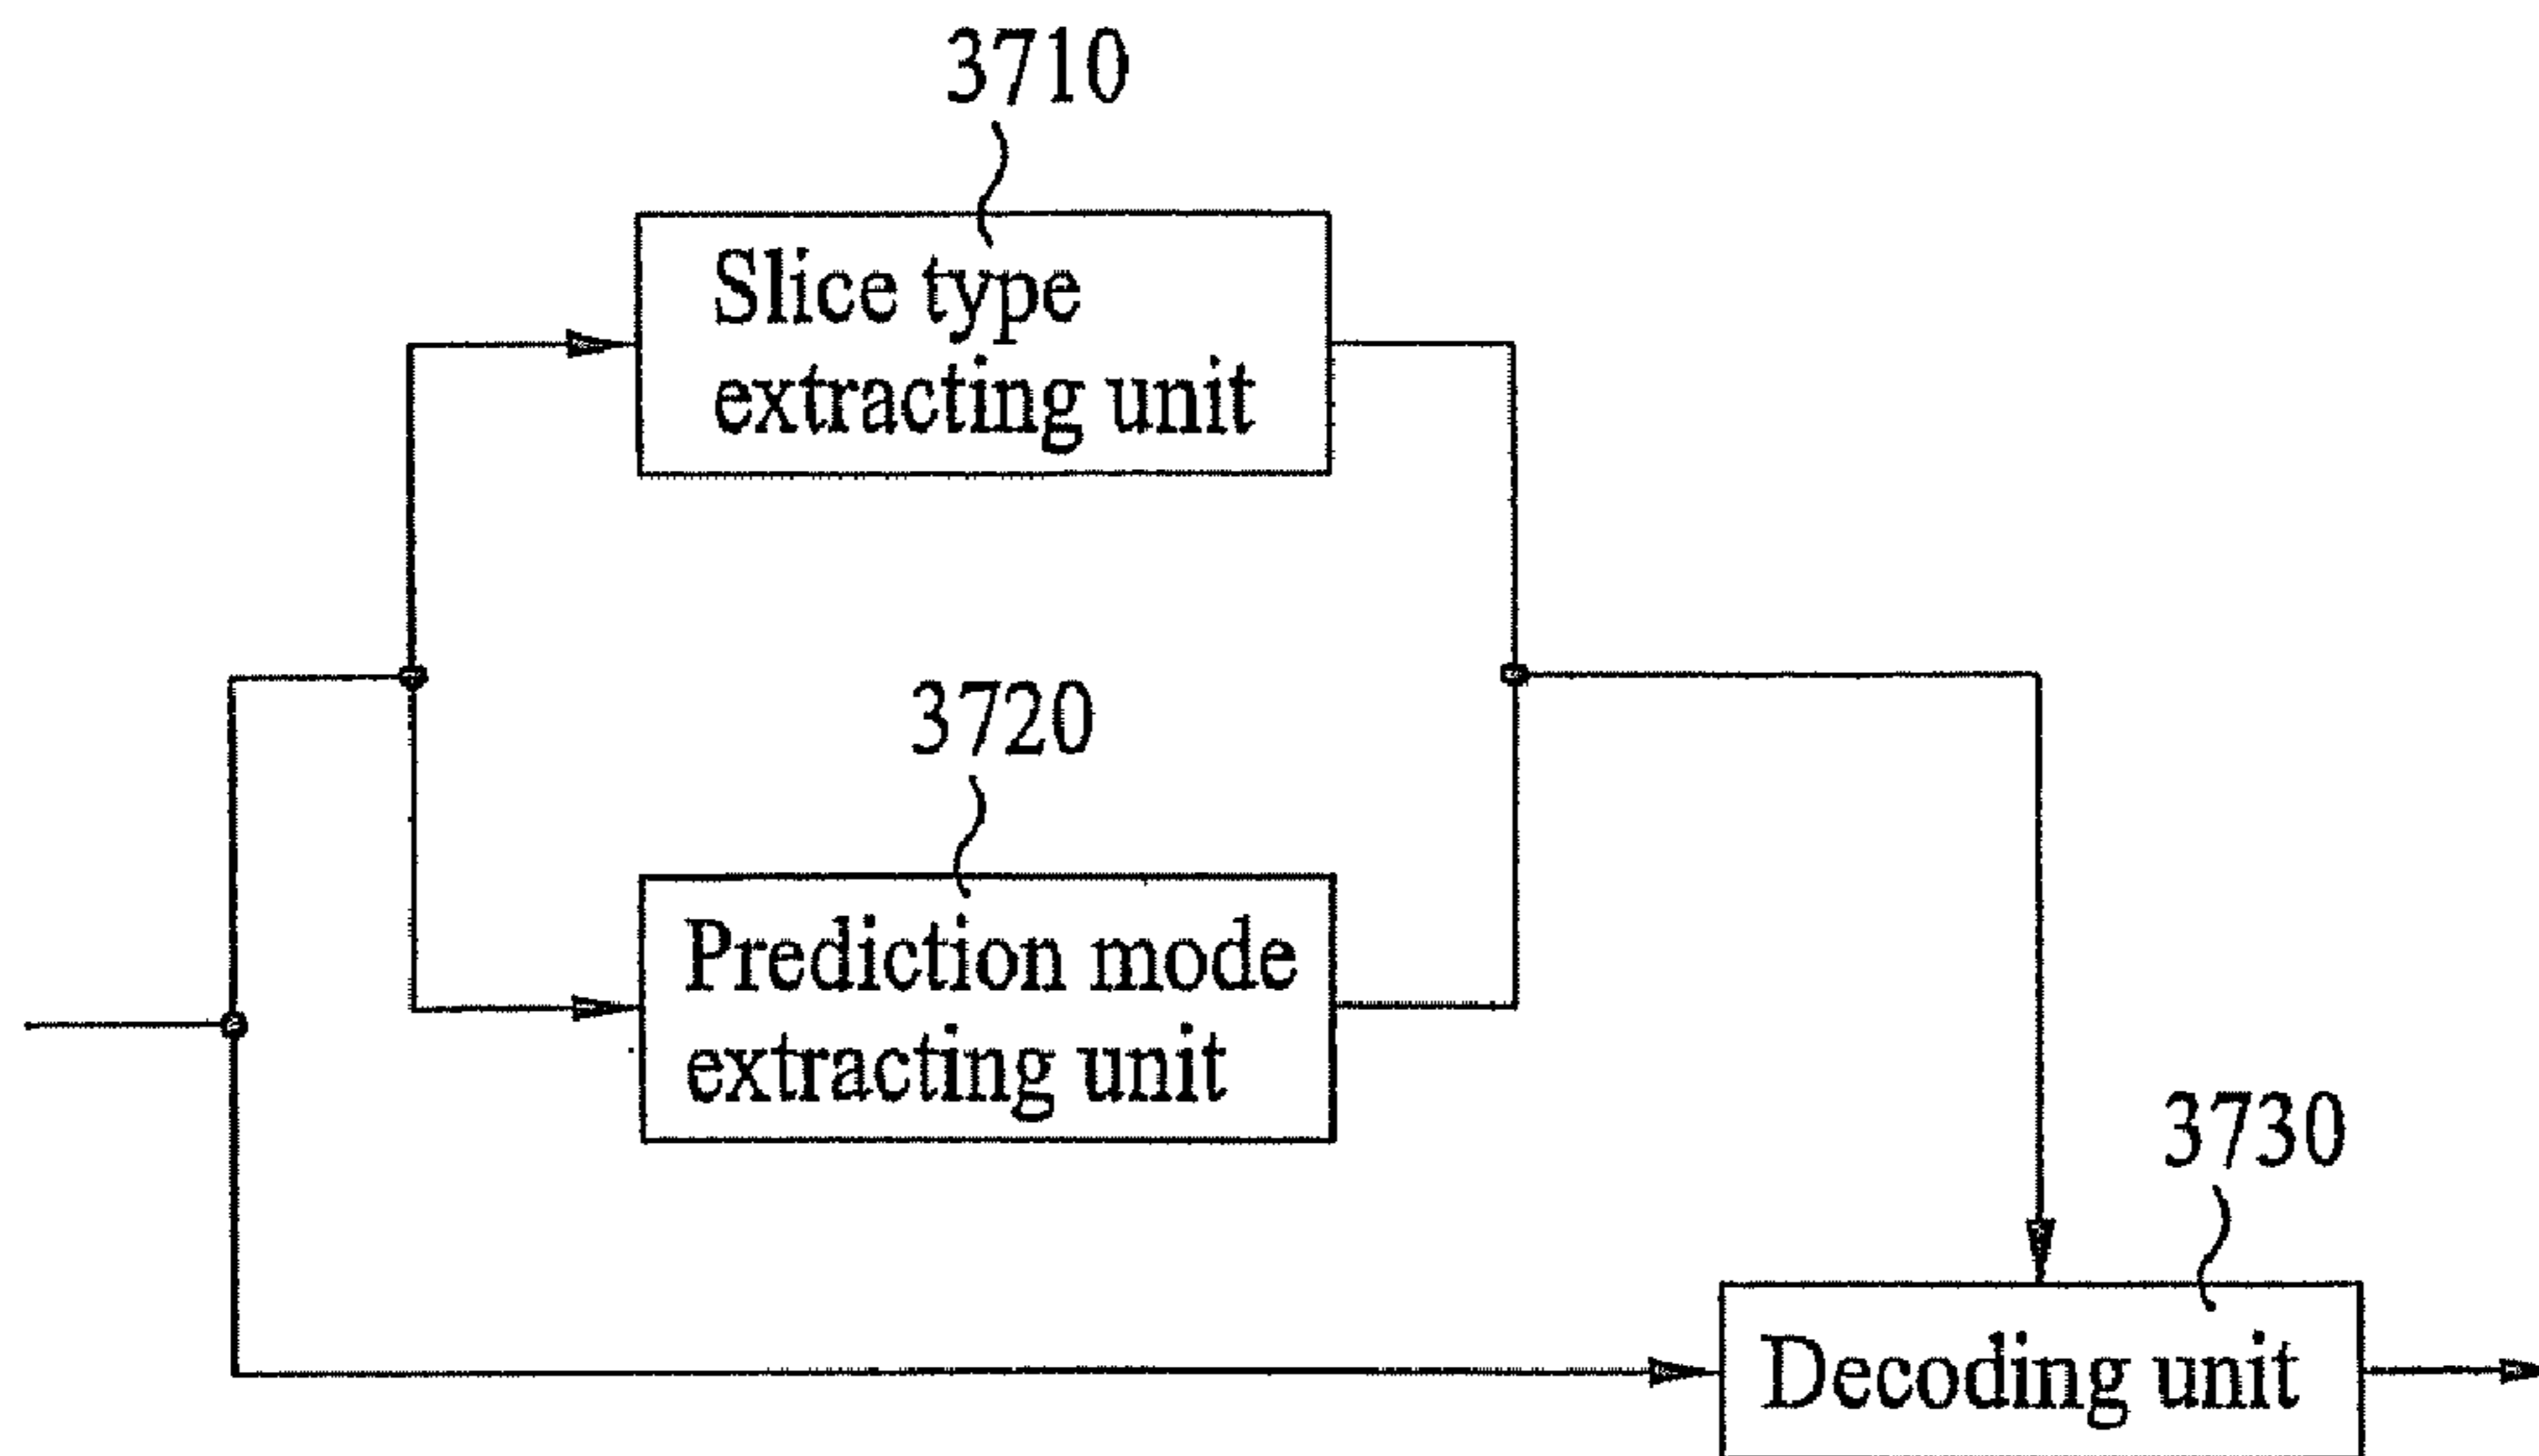 3710
Slice type
extracting unit
3720
Prediction mode
extracting unit
3730
Decoding unit